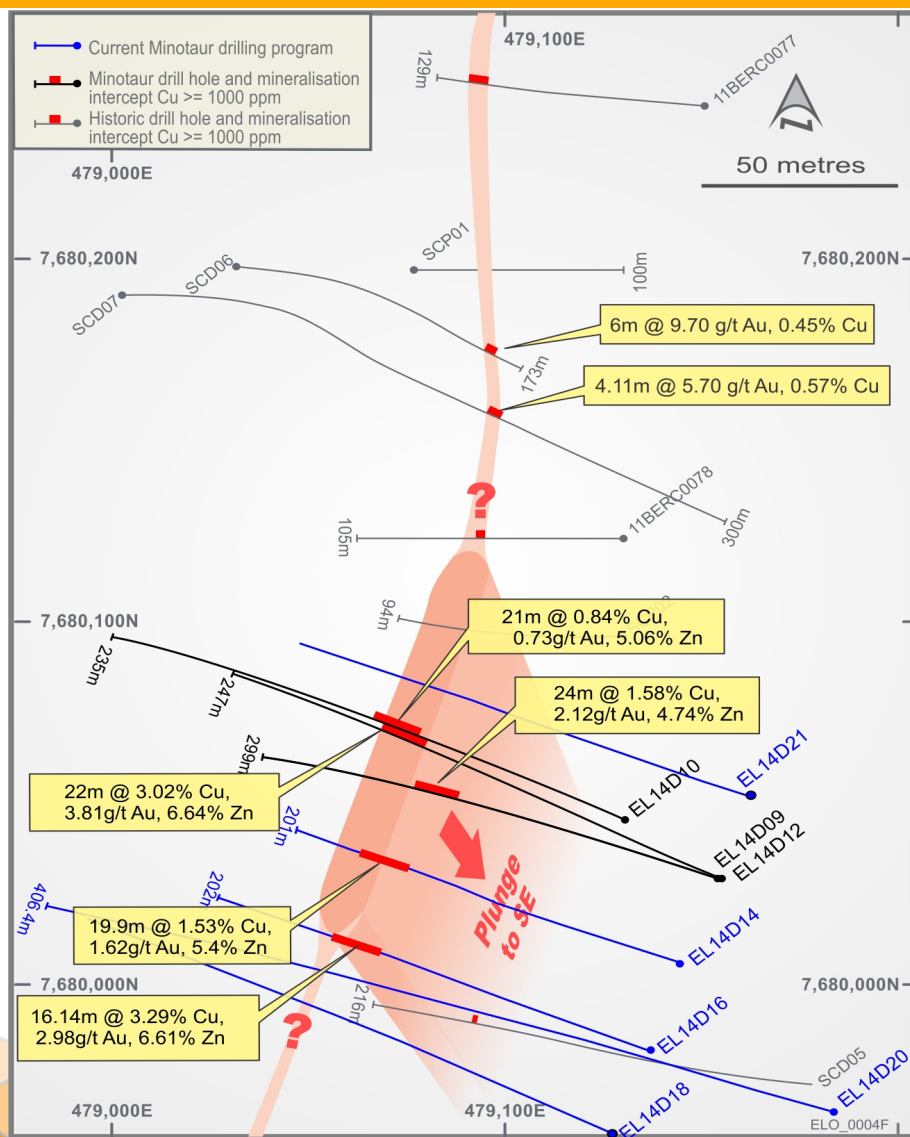 Current Minotaur drilling program
Minotaur drill hole and mineralisation
intercept Cu >= 1000 ppm
Historic drill hole and mineralisation
intercept Cu >= 1000 ppm
479,100E
129m
11BERC0077
479,000E
50 metres
7,680,200N
SCD06
SCP01
100m
7,680,200N
SCD07
6m @ 9.70 g/t Au, 0.45% Cu
173m
4.11m @ 5.70 g/t Au, 0.57% Cu
?
11BERC0078
300m
105m
7,680,100N
94m
21m @ 0.84% Cu,
0.73g/t Au, 5.06% Zn
235m
247m
24m @ 1.58% Cu,
2.12g/t Au, 4.74% Zn
299m
EL14D21
EL14D10
22m @ 3.02% Cu,
3.81g/t Au, 6.64% Zn
201m
EL14D09
EL14D12
Plunge
to SE
406.4m
202m
19.9m @ 1.53% Cu,
1.62g/t Au, 5.4% Zn
EL14D14
7,680,000N
216m
7,680,000N
16.14m @ 3.29% Cu,
2.98g/t Au, 6.61% Zn
?
EL14D16
SCD05
EL14D20
479,000E
479,100E
EL14D18
ELO_0004F